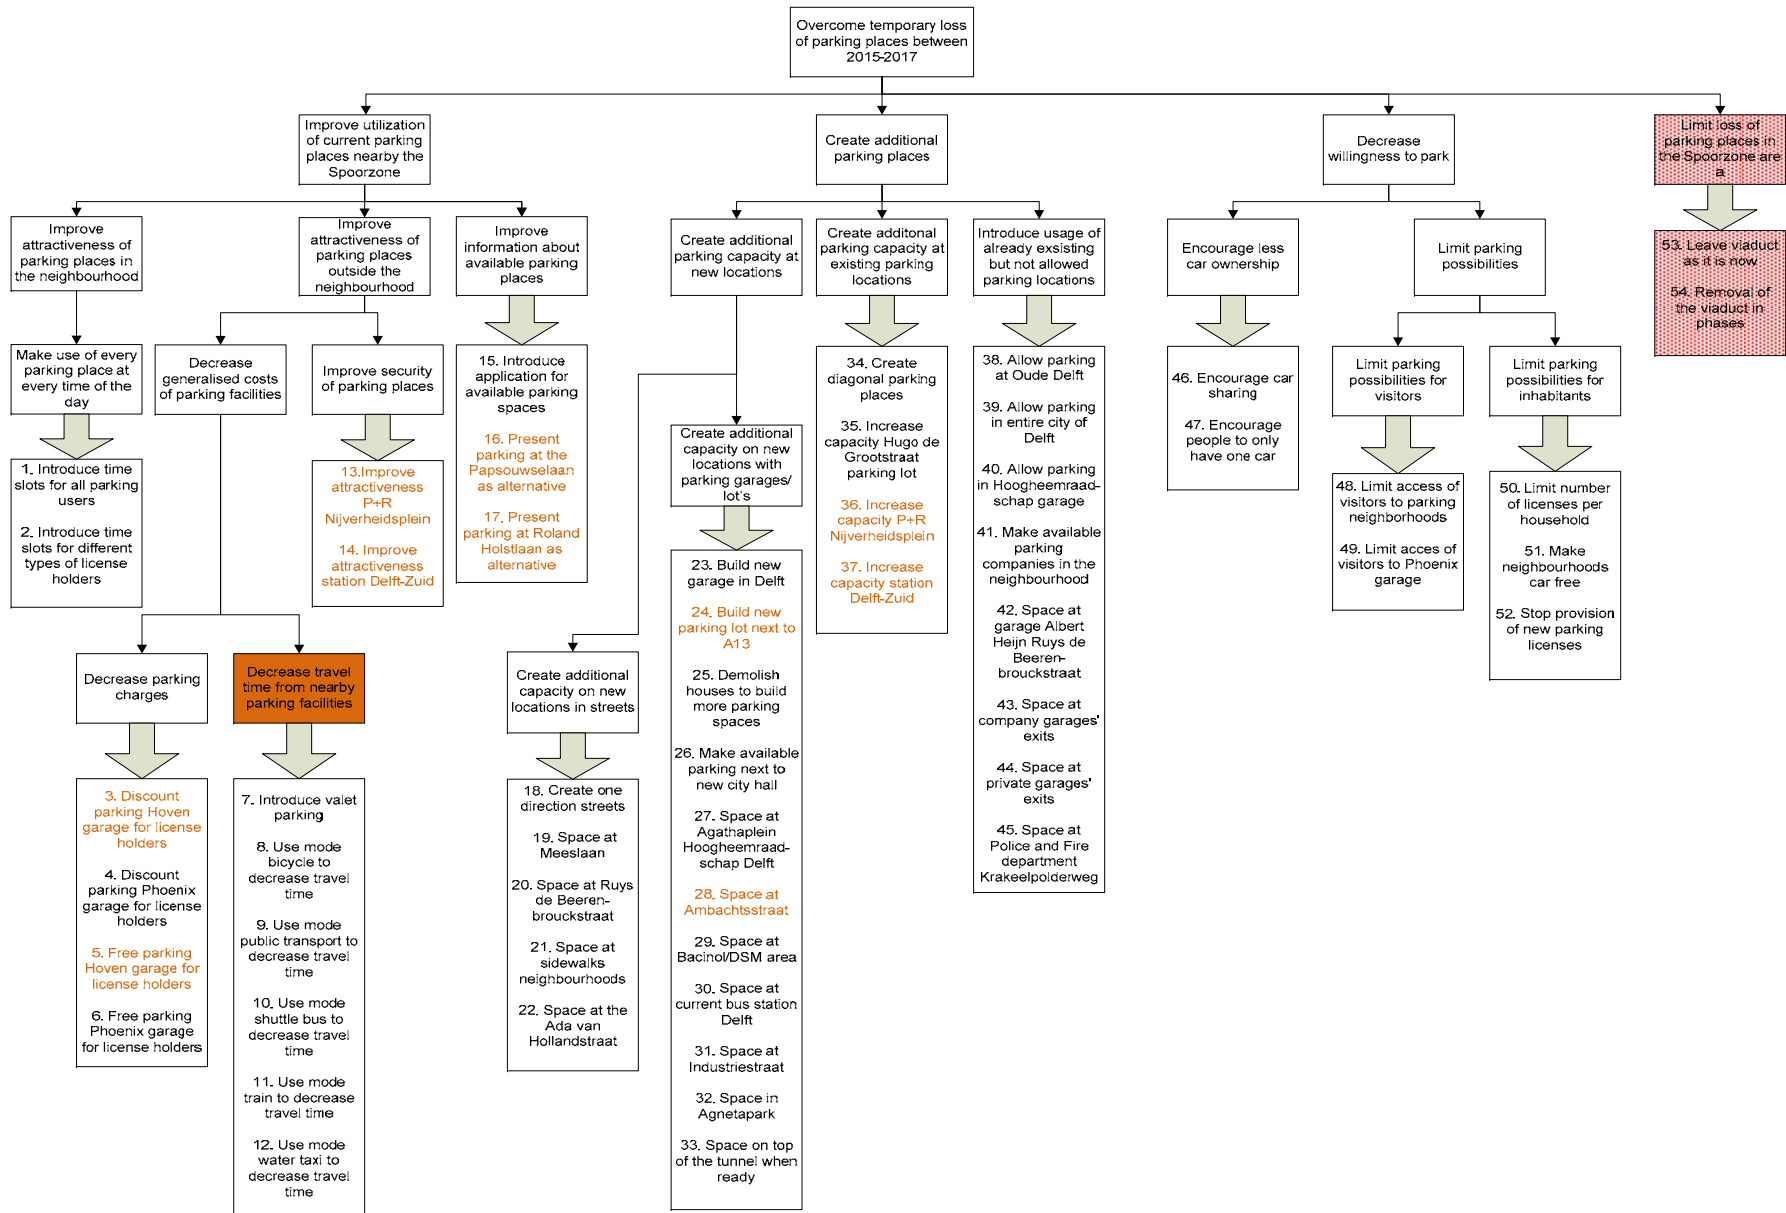 Overcome temporary loss
of parking places between
2015-2017
Improve utilization
of current parking
places nearby the
Spoorzone
Create additional
parking places
Decrease
willingness to park
Limit loss of
parking places in
the Spoorzone are
a
Improve
attractiveness of
parking places in
the neighbourhood
Improve
attractiveness of
parking places
outside the
neighbourhood
Improve
information about
available parking
places
Create additional
parking capacity at
new locations
Create additonal
parking capacity at
existing parking
locations
Introduce usage of
already exsisting
but not allowed
parking locations
Encourage less
car ownership
Limit parking
possibilities
53. Leave viaduct
as it is now
54. Removal of
the viaduct in
phases
Make use of every
parking place at
every time of the
day
Decrease
generalised costs
of parking facilities
Improve security
of parking places
15. Introduce
application for
available parking
spaces
16. Present
parking at the
Papsouwselaan
as alternative
17. Present
parking at Roland
Holstlaan as
alternative
34. Create
diagonal parking
places
35. Increase
capacity Hugo de
Grootstraat
parking lot
36. Increase
capacity P+R
Nijverheidsplein
37. Increase
capacity station
Delft-Zuid
38. Allow parking
at Oude Delft
39. Allow parking
in entire city of
Delft
40. Allow parking
in Hoogheemraad-
schap garage
41. Make available
parking
companies in the
neighbourhood
42. Space at
garage Albert
Heijn Ruys de
Beeren-
brouckstraat
43. Space at
company garages'
exits
44. Space at
private garages'
exits
45. Space at
Police and Fire
department
Krakeelpolderweg
46. Encourage car
sharing
47. Encourage
people to only
have one car
Limit parking
possibilities for
visitors
Limit parking
possibilities for
inhabitants
1. Introduce time
slots for all parking
users
2. Introduce time
slots for different
types of license
holders
13.Improve
attractiveness
P+R
Nijverheidsplein
14. Improve
attractiveness
station Delft-Zuid
Create additional
capacity on new
locations with
parking garages/
lot's
48. Limit access of
visitors to parking
neighborhoods
49. Limit acces of
visitors to Phoenix
garage
50. Limit number
of licenses per
household
51. Make
neighbourhoods
car free
52. Stop provision
of new parking
licenses
Decrease parking
charges
Decrease travel
time from nearby
parking facilities
Create additional
capacity on new
locations in streets
23. Build new
garage in Delft
24. Build new
parking lot next to
A13
25. Demolish
houses to build
more parking
spaces
26. Make available
parking next to
new city hall
27. Space at
Agathaplein
Hoogheemraad-
schap Delft
28. Space at
Ambachtsstraat
29. Space at
Bacinol/DSM area
30. Space at
current bus station
Delft
31. Space at
Industriestraat
32. Space in
Agnetapark
33. Space on top
of the tunnel when
ready
3. Discount
parking Hoven
garage for license
holders
4. Discount
parking Phoenix
garage for license
holders
5. Free parking
Hoven garage for
license holders
6. Free parking
Phoenix garage
for license holders
7. Introduce valet
parking
8. Use mode
bicycle to
decrease travel
time
9. Use mode
public transport to
decrease travel
time
10. Use mode
shuttle bus to
decrease travel
time
11. Use mode
train to decrease
travel time
12. Use mode
water taxi to
decrease travel
time
18. Create one
direction streets
19. Space at
Meeslaan
20. Space at Ruys
de Beeren-
brouckstraat
21. Space at
sidewalks
neighbourhoods
22. Space at the
Ada van
Hollandstraat